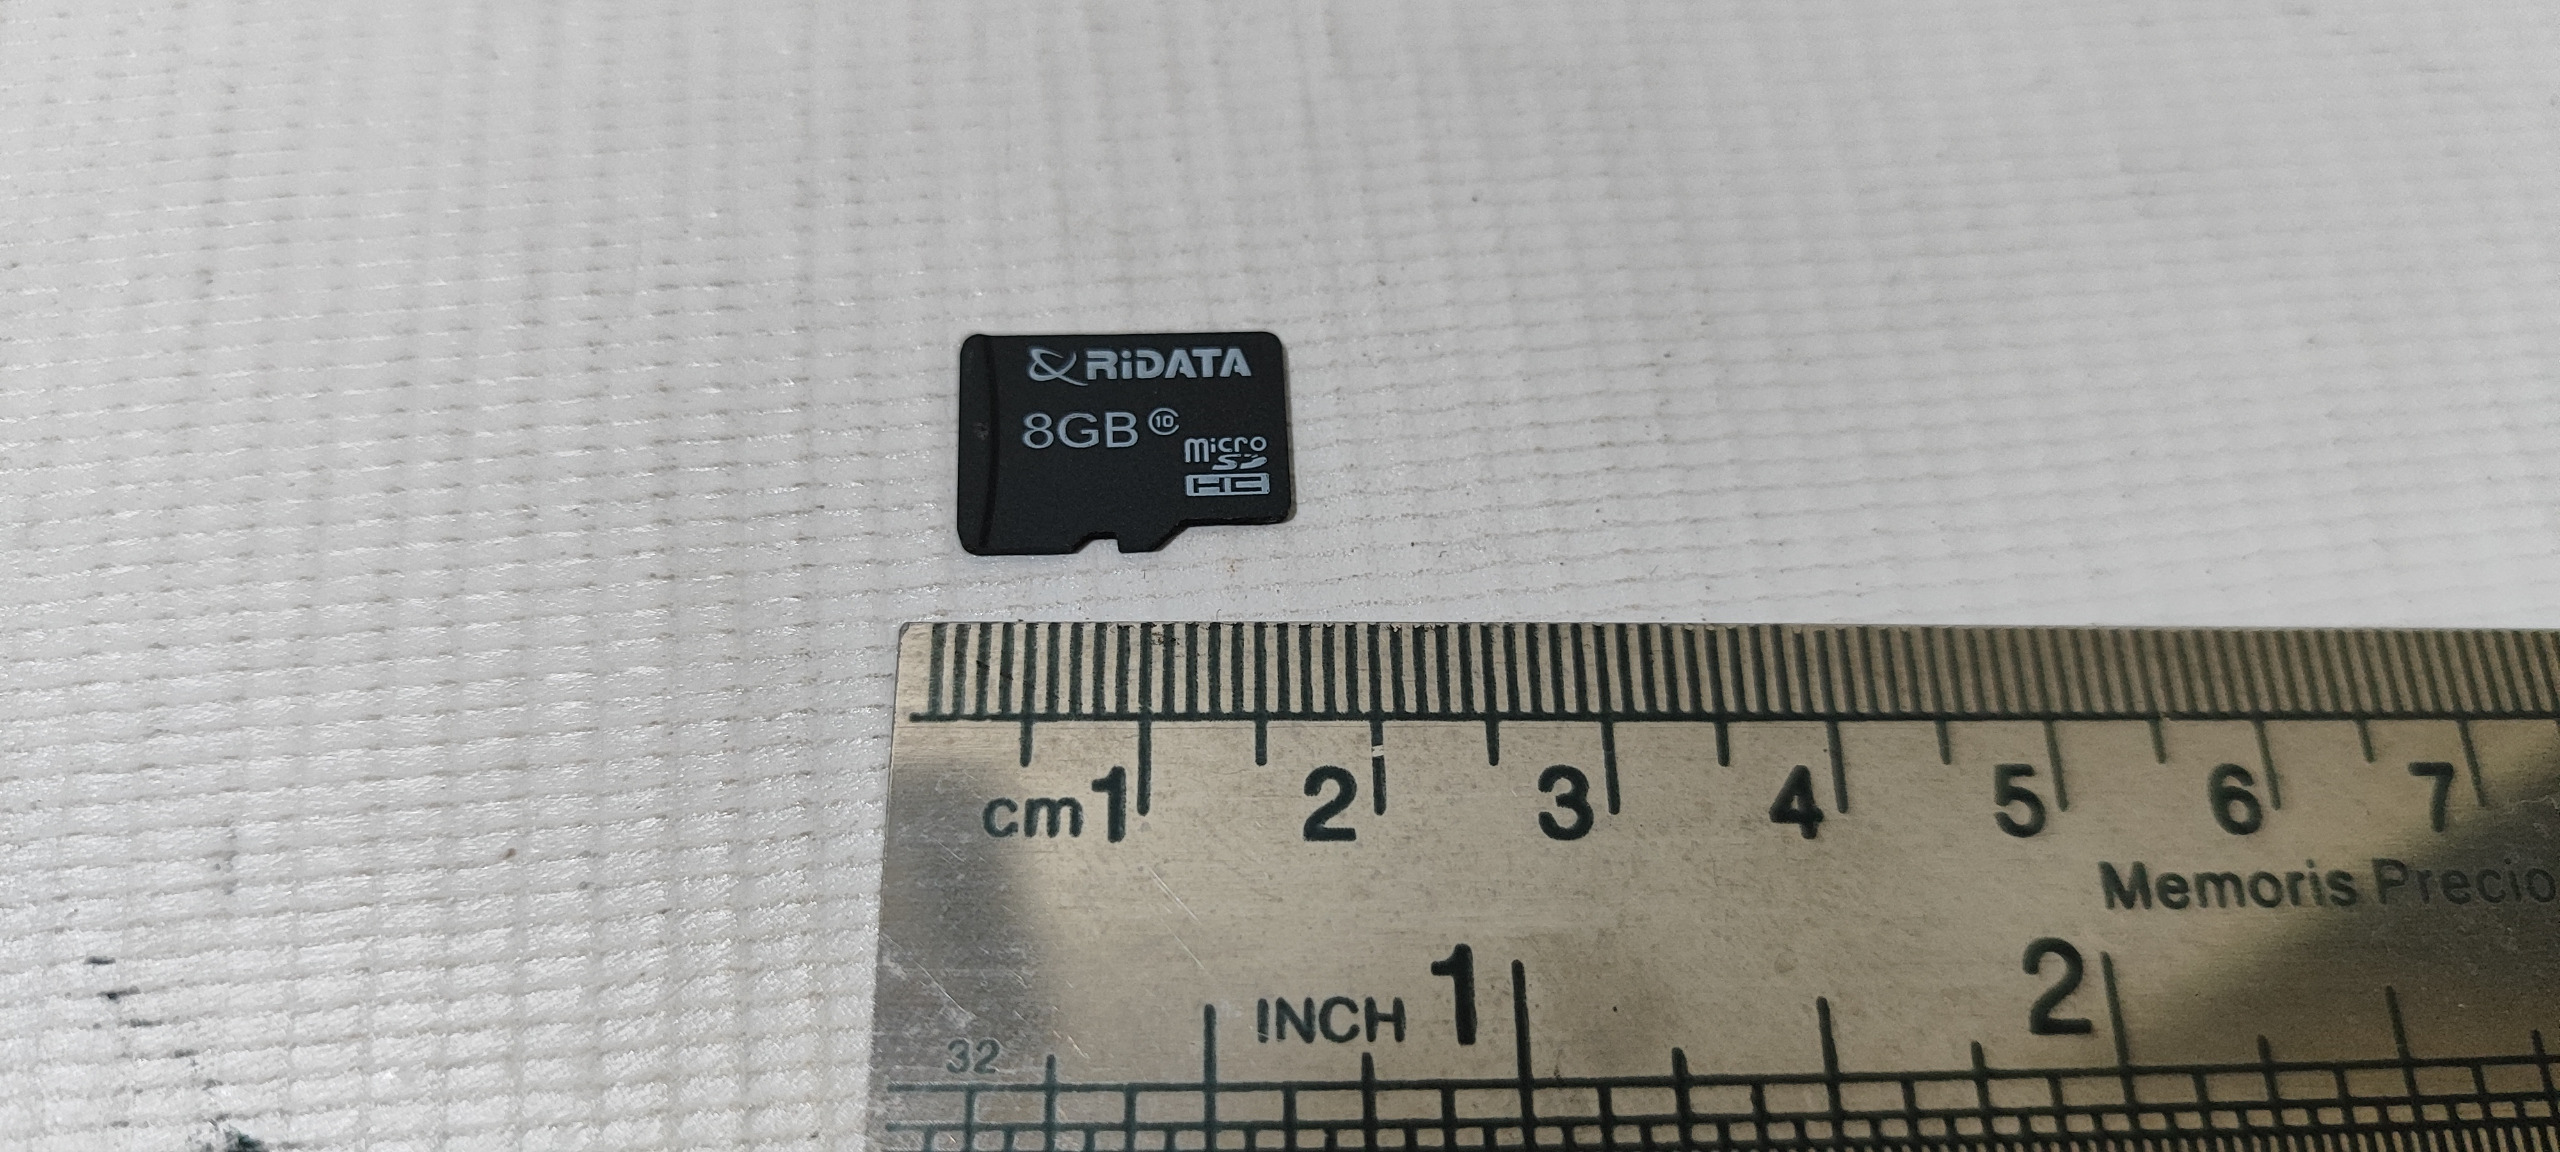 RiDATA
8GB 10
micro
SD
HC
cm 1 2 3 4 5 6 7
Memoris Precio
INCH 1 2
32